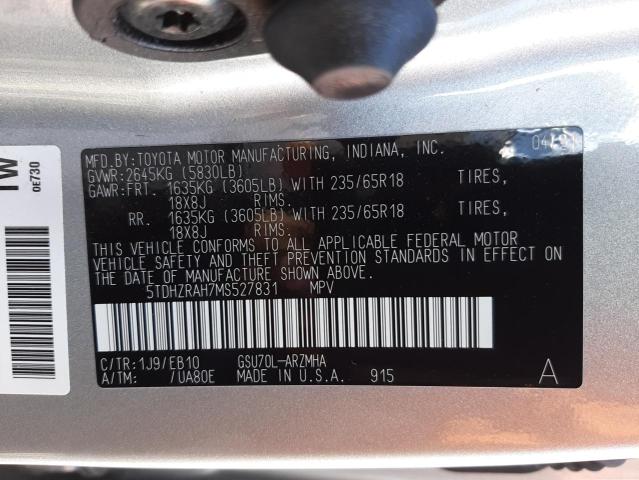 MFD. BY: TOYOTA MOTOR MANUFACTURING, INDIANA, INC.
GVWR: 2645KG (5830LB)
GAWR: FRT. 1635KG (3605LB) WITH 235/65R18 TIRES,
18X8J RIMS.
RR. 1635KG (3605LB) WITH 235/65R18 TIRES,
18X8J RIMS.
THIS VEHICLE CONFORMS TO ALL APPLICABLE FEDERAL MOTOR
VEHICLE SAFETY AND THEFT PREVENTION STANDARDS IN EFFECT ON
THE DATE OF MANUFACTURE SHOWN ABOVE.
5TDHZRAH7MS527831 MPV
C/TR: 1J9/EB10 GSU70L-ARZMHA
A/TM: /UA80E MADE IN U.S.A. 915 A
0E730